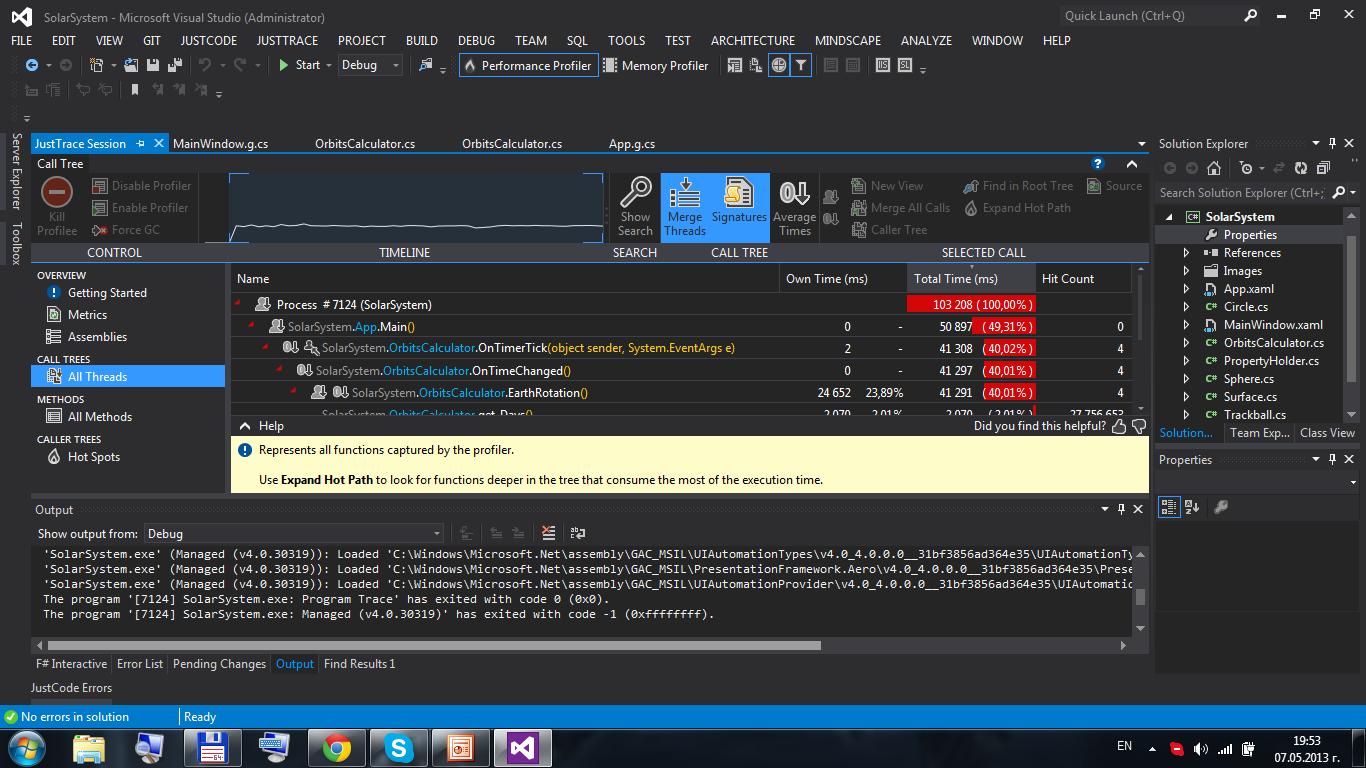 SolarSystem - Microsoft Visual Studio (Administrator)
Quick Launch (Ctrl+Q)
FILE EDIT VIEW GIT JUSTCODE JUSTTRACE PROJECT BUILD DEBUG TEAM SQL TOOLS TEST ARCHITECTURE MINDSCAPE ANALYZE WINDOW HELP
Start Debug Performance Profiler Memory Profiler
Server Explorer
Toolbox
JustTrace Session MainWindow.g.cs OrbitsCalculator.cs OrbitsCalculator.cs App.g.cs
Call Tree
Kill Profilee
Disable Profiler
Enable Profiler
Force GC
Show Search
Merge Threads
Signatures
Average Times
New View
Merge All Calls
Caller Tree
Find in Root Tree
Expand Hot Path
Source
CONTROL TIMELINE SEARCH CALL TREE SELECTED CALL
OVERVIEW
Getting Started
Metrics
Assemblies
CALL TREES
All Threads
METHODS
All Methods
CALLER TREES
Hot Spots
Name Own Time (ms) Total Time (ms) Hit Count
Process # 7124 (SolarSystem) 103 208 (100,00%)
SolarSystem.App.Main() 0 - 50 897 (49,31%) 0
SolarSystem.OrbitsCalculator.OnTimerTick(object sender, System.EventArgs e) 2 - 41 308 (40,02%) 4
SolarSystem.OrbitsCalculator.OnTimeChanged() 0 - 41 297 (40,01%) 4
SolarSystem.OrbitsCalculator.EarthRotation() 24 652 23,89% 41 291 (40,01%) 4
SolarSystem.OrbitsCalculator.get_Days() 2 070 2,01% 2 070 (2,01%) 27 756 652
Help Did you find this helpful?
Represents all functions captured by the profiler.
Use Expand Hot Path to look for functions deeper in the tree that consume the most of the execution time.
Output
Show output from: Debug
'SolarSystem.exe' (Managed (v4.0.30319)): Loaded 'C:\Windows\Microsoft.Net\assembly\GAC_MSIL\UIAutomationTypes\v4.0_4.0.0.0__31bf3856ad364e35\UIAutomationTy
'SolarSystem.exe' (Managed (v4.0.30319)): Loaded 'C:\Windows\Microsoft.Net\assembly\GAC_MSIL\PresentationFramework.Aero\v4.0_4.0.0.0__31bf3856ad364e35\Prese
'SolarSystem.exe' (Managed (v4.0.30319)): Loaded 'C:\Windows\Microsoft.Net\assembly\GAC_MSIL\UIAutomationProvider\v4.0_4.0.0.0__31bf3856ad364e35\UIAutomatio
The program '[7124] SolarSystem.exe: Program Trace' has exited with code 0 (0x0).
The program '[7124] SolarSystem.exe: Managed (v4.0.30319)' has exited with code -1 (0xffffffff).
F# Interactive Error List Pending Changes Output Find Results 1
JustCode Errors
Solution Explorer
Search Solution Explorer (Ctrl+;
SolarSystem
Properties
References
Images
App.xaml
Circle.cs
MainWindow.xaml
OrbitsCalculator.cs
PropertyHolder.cs
Sphere.cs
Surface.cs
Trackball.cs
Solution... Team Exp... Class View
Properties
No errors in solution Ready
64
EN
19:53
07.05.2013 г.